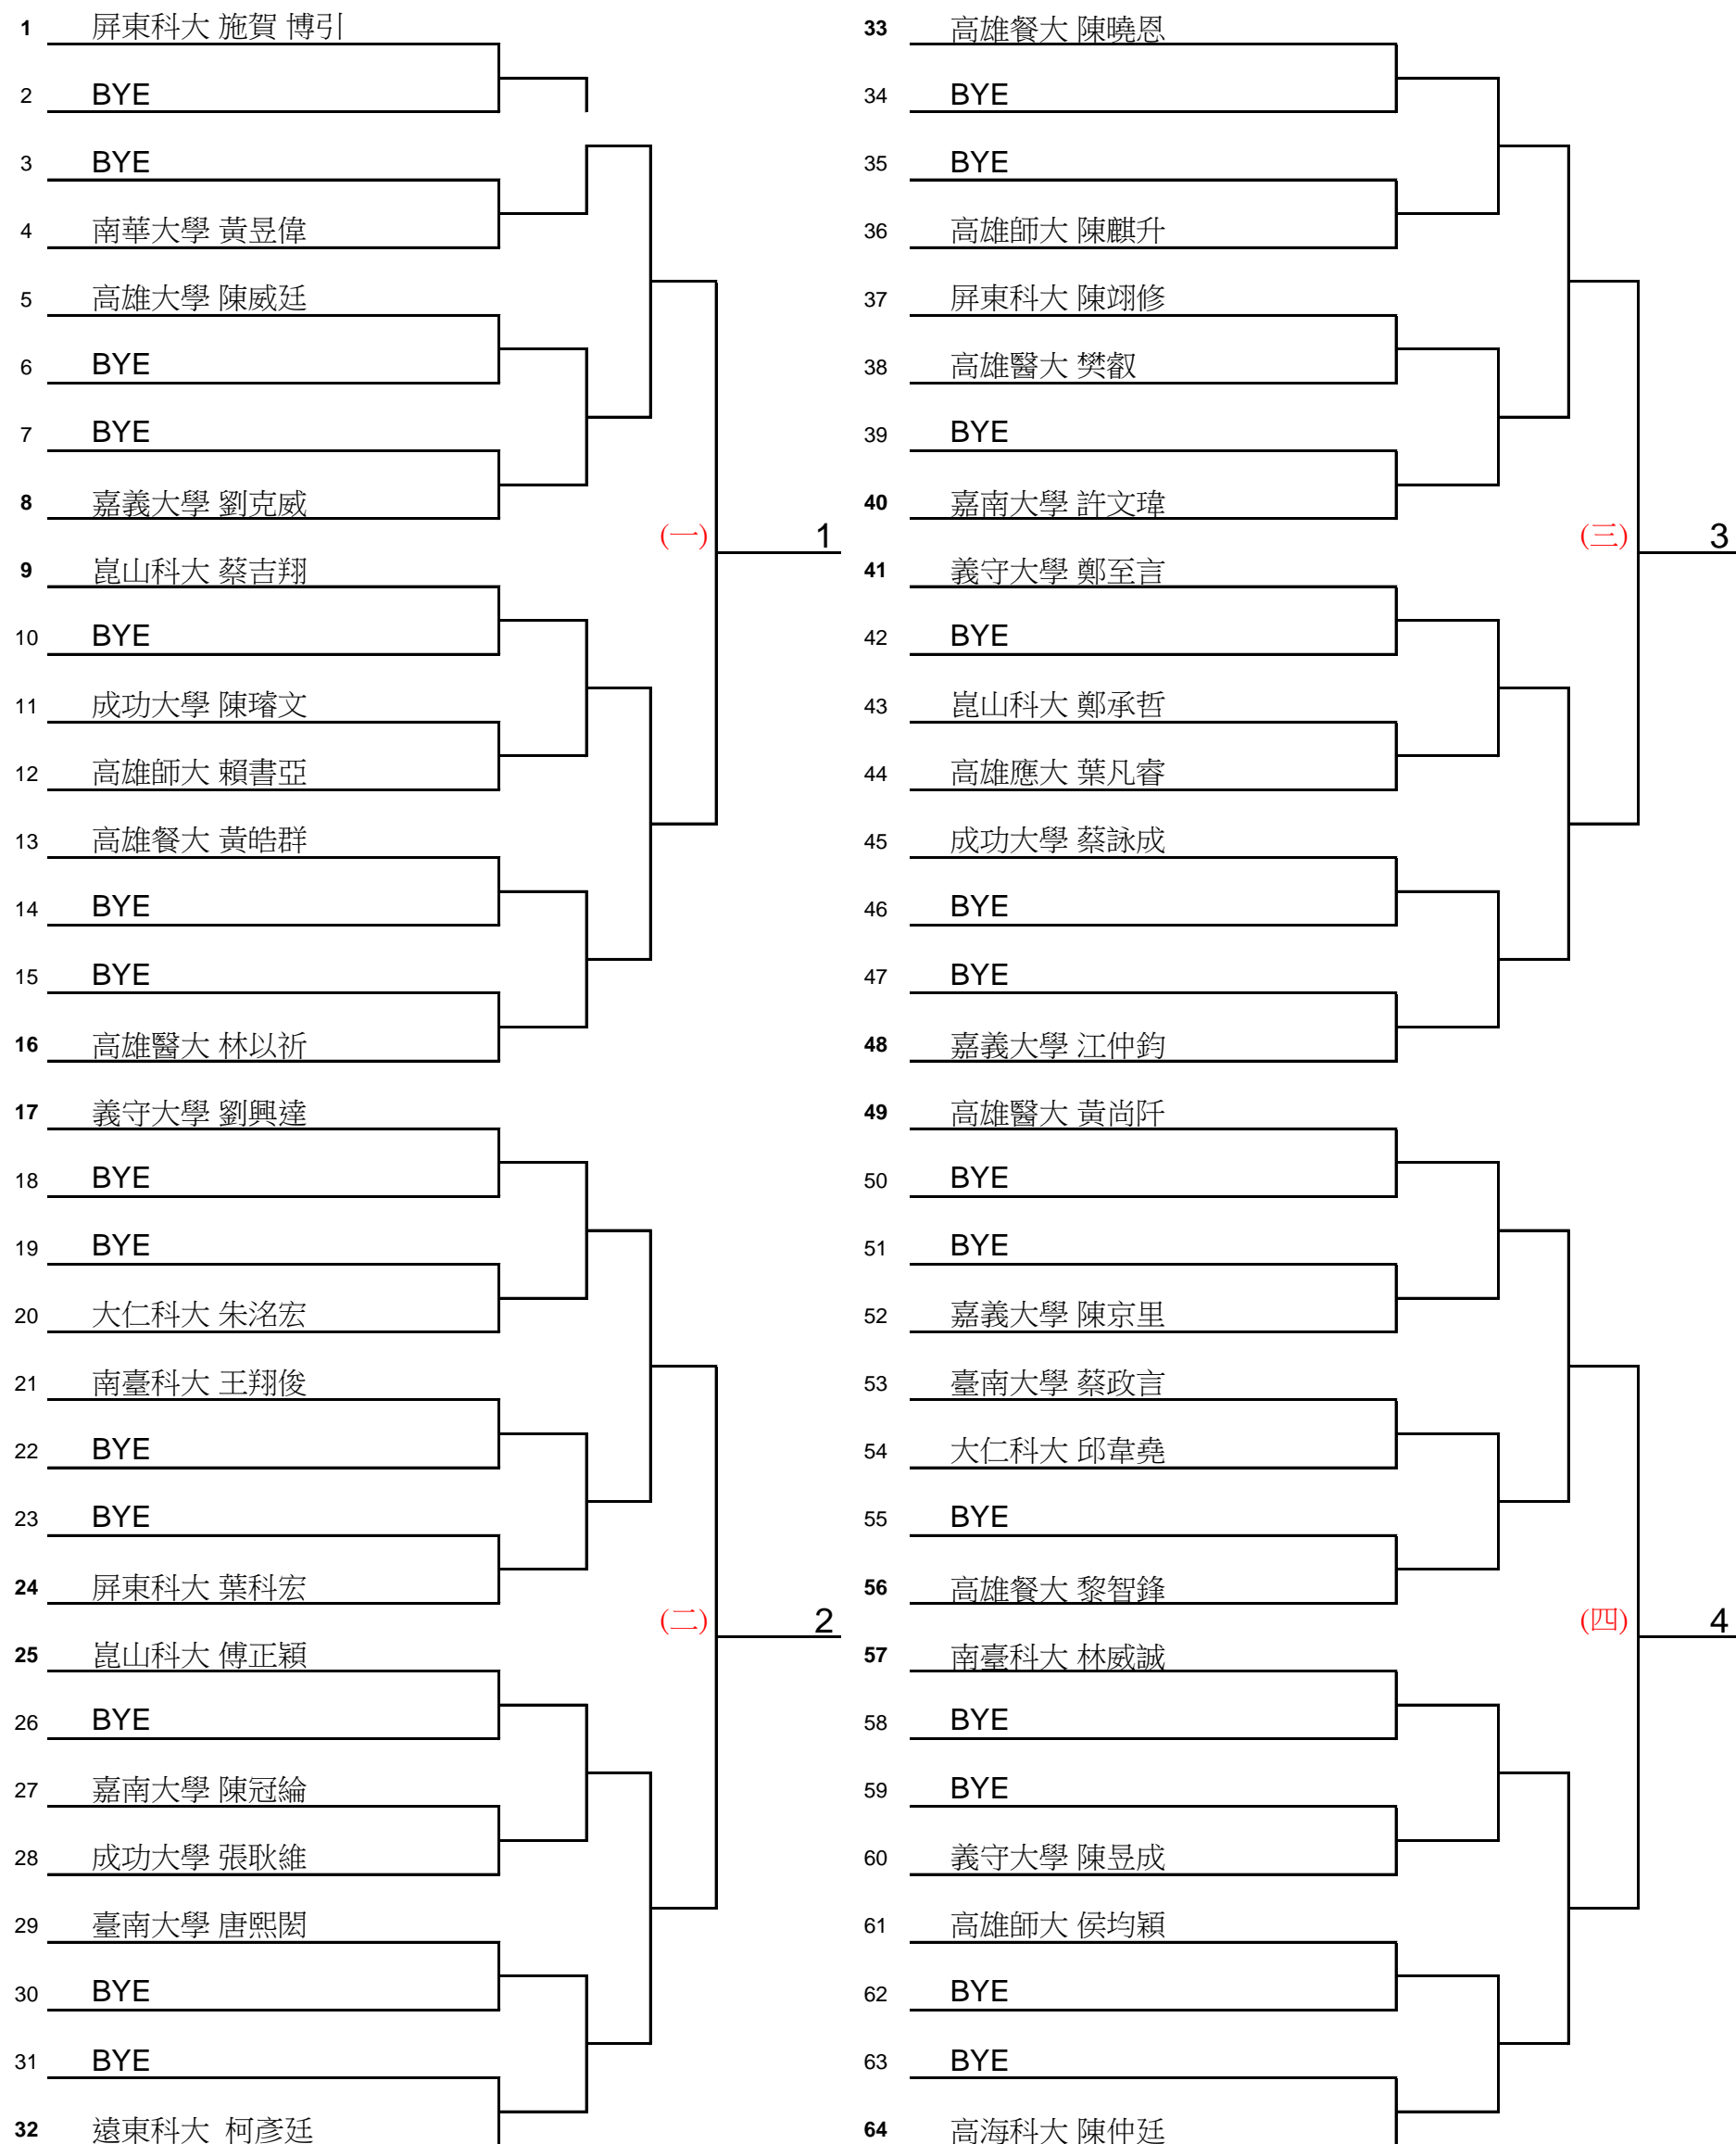 1 屏東科大 施賀 博引
2 BYE
3 BYE
4 南華大學 黃昱偉
5 高雄大學 陳威廷
6 BYE
7 BYE
8 嘉義大學 劉克威
(一) 1
9 崑山科大 蔡吉翔
10 BYE
11 成功大學 陳璿文
12 高雄師大 賴書亞
13 高雄餐大 黃皓群
14 BYE
15 BYE
16 高雄醫大 林以祈
17 義守大學 劉興達
18 BYE
19 BYE
20 大仁科大 朱洺宏
21 南臺科大 王翔俊
22 BYE
23 BYE
24 屏東科大 葉科宏
(二) 2
25 崑山科大 傅正穎
26 BYE
27 嘉南大學 陳冠綸
28 成功大學 張耿維
29 臺南大學 唐熙閎
30 BYE
31 BYE
32 遠東科大 柯彥廷
33 高雄餐大 陳曉恩
34 BYE
35 BYE
36 高雄師大 陳麒升
37 屏東科大 陳翊修
38 高雄醫大 樊叡
39 BYE
40 嘉南大學 許文瑋
(三) 3
41 義守大學 鄭至言
42 BYE
43 崑山科大 鄭承哲
44 高雄應大 葉凡睿
45 成功大學 蔡詠成
46 BYE
47 BYE
48 嘉義大學 江仲鈞
49 高雄醫大 黃尚阡
50 BYE
51 BYE
52 嘉義大學 陳京里
53 臺南大學 蔡政言
54 大仁科大 邱韋堯
55 BYE
56 高雄餐大 黎智鋒
(四) 4
57 南臺科大 林威誠
58 BYE
59 BYE
60 義守大學 陳昱成
61 高雄師大 侯均穎
62 BYE
63 BYE
64 高海科大 陳仲廷